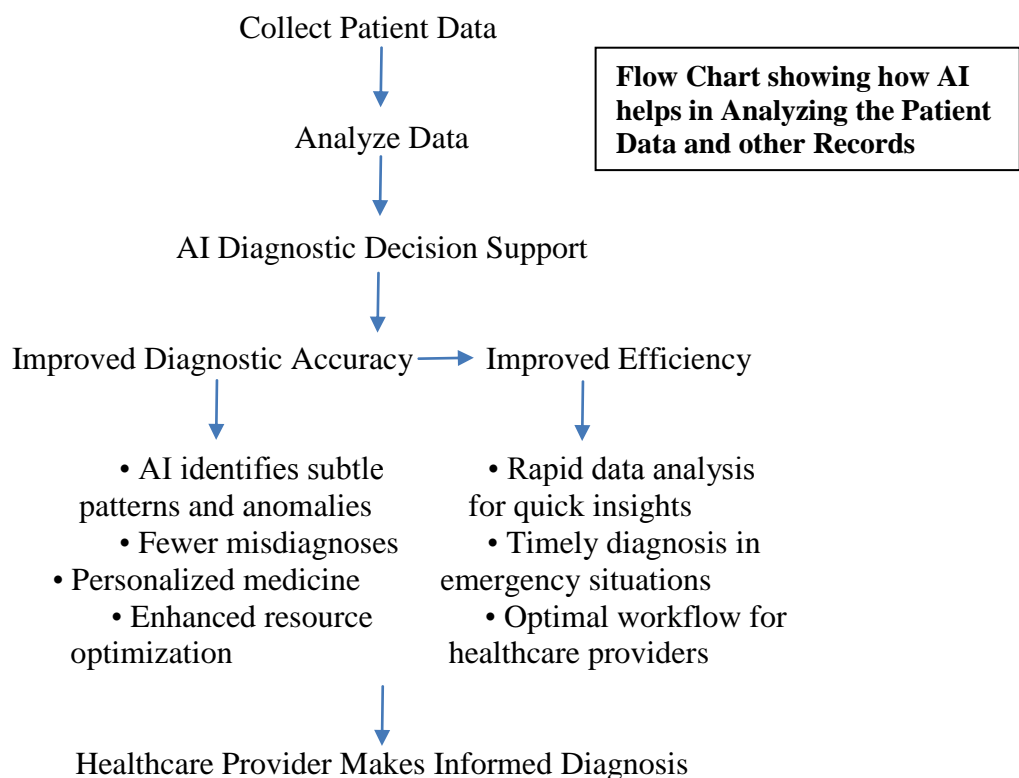 Collect Patient Data
Flow Chart showing how AI
helps in Analyzing the Patient
Data and other Records
Analyze Data
AI Diagnostic Decision Support
Improved Diagnostic Accuracy
Improved Efficiency
• AI identifies subtle
patterns and anomalies
• Fewer misdiagnoses
• Personalized medicine
• Enhanced resource
optimization
• Rapid data analysis
for quick insights
• Timely diagnosis in
emergency situations
• Optimal workflow for
healthcare providers
Healthcare Provider Makes Informed Diagnosis